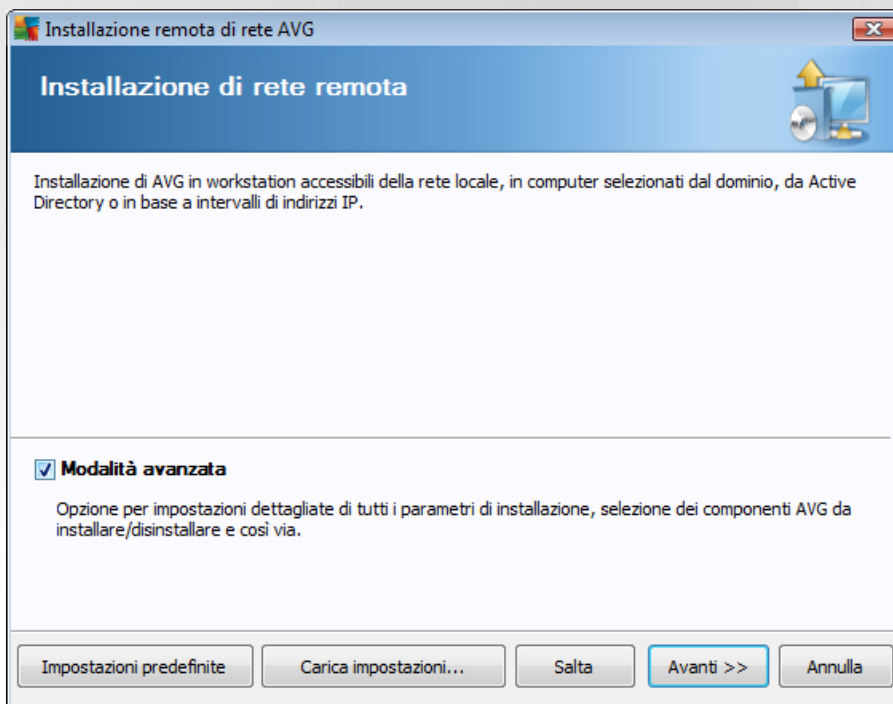 Installazione remota di rete AVG
Installazione di rete remota
Installazione di AVG in workstation accessibili della rete locale, in computer selezionati dal dominio, da Active
Directory o in base a intervalli di indirizzi IP.
Modalità avanzata
Opzione per impostazioni dettagliate di tutti i parametri di installazione, selezione dei componenti AVG da
installare/disinstallare e così via.
Impostazioni predefinite
Carica impostazioni...
Salta
Avanti >>
Annulla